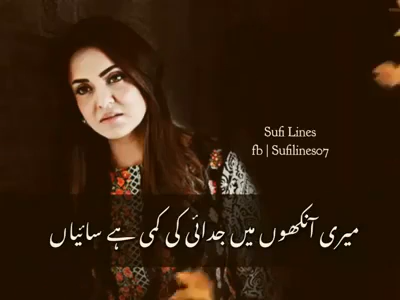 Sufi Lines
fb | Sufilines07
میری آنکھوں میں جدائی کی کمی ہے سائیاں